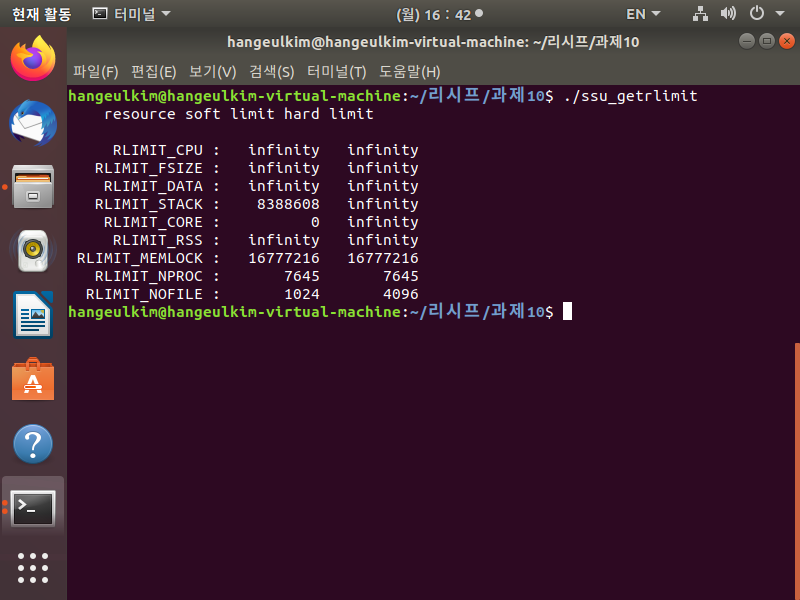 현재 활동 터미널 (월) 16 : 42 EN
hangeulkim@hangeulkim-virtual-machine: ~/리시프/과제10
파일(F) 편집(E) 보기(V) 검색(S) 터미널(T) 도움말(H)
hangeulkim@hangeulkim-virtual-machine:~/리시프/과제10$ ./ssu_getrlimit
resource soft limit hard limit
RLIMIT_CPU : infinity infinity
RLIMIT_FSIZE : infinity infinity
RLIMIT_DATA : infinity infinity
RLIMIT_STACK : 8388608 infinity
RLIMIT_CORE : 0 infinity
RLIMIT_RSS : infinity infinity
RLIMIT_MEMLOCK : 16777216 16777216
RLIMIT_NPROC : 7645 7645
RLIMIT_NOFILE : 1024 4096
hangeulkim@hangeulkim-virtual-machine:~/리시프/과제10$